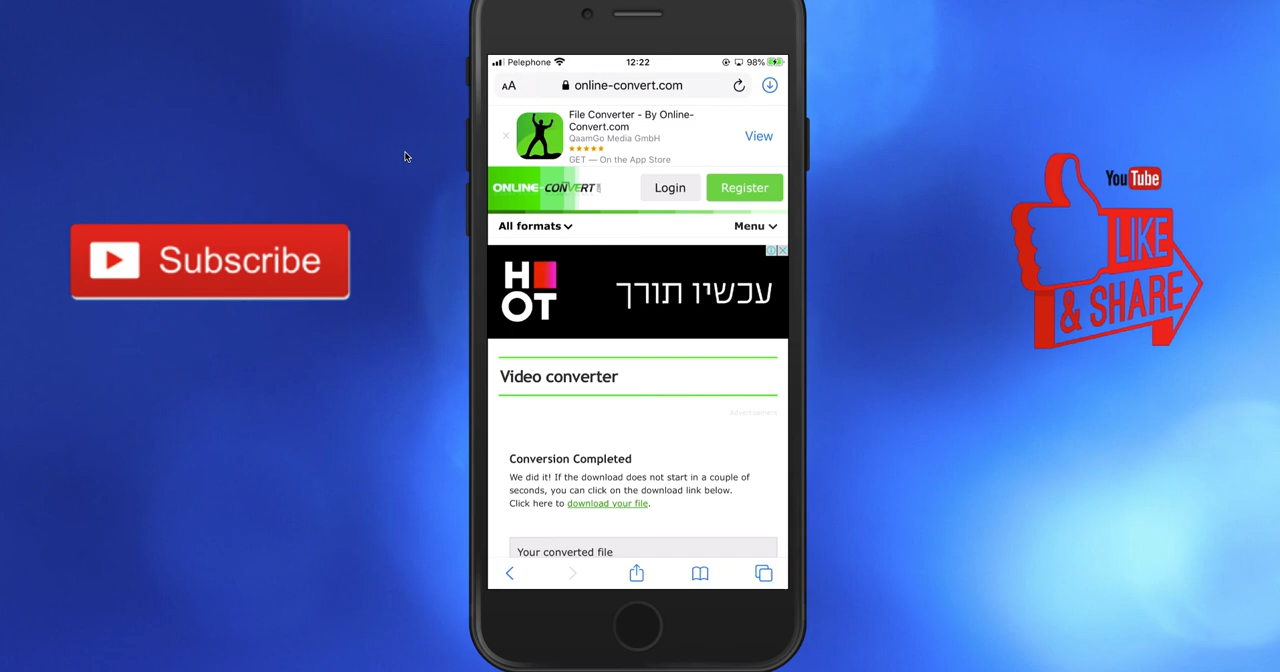 Pelephone
12:22
98%
AA
online-convert.com
File Converter - By Online-
Convert.com
QaamGo Media GmbH
GET — On the App Store
View
ONLINE-CONVERT
Login
Register
All formats
Menu
HOT
עכשיו תורך
Video converter
Advertisement
Conversion Completed
We did it! If the download does not start in a couple of
seconds, you can click on the download link below.
Click here to download your file.
Your converted file
Subscribe
YouTube
LIKE
& SHARE